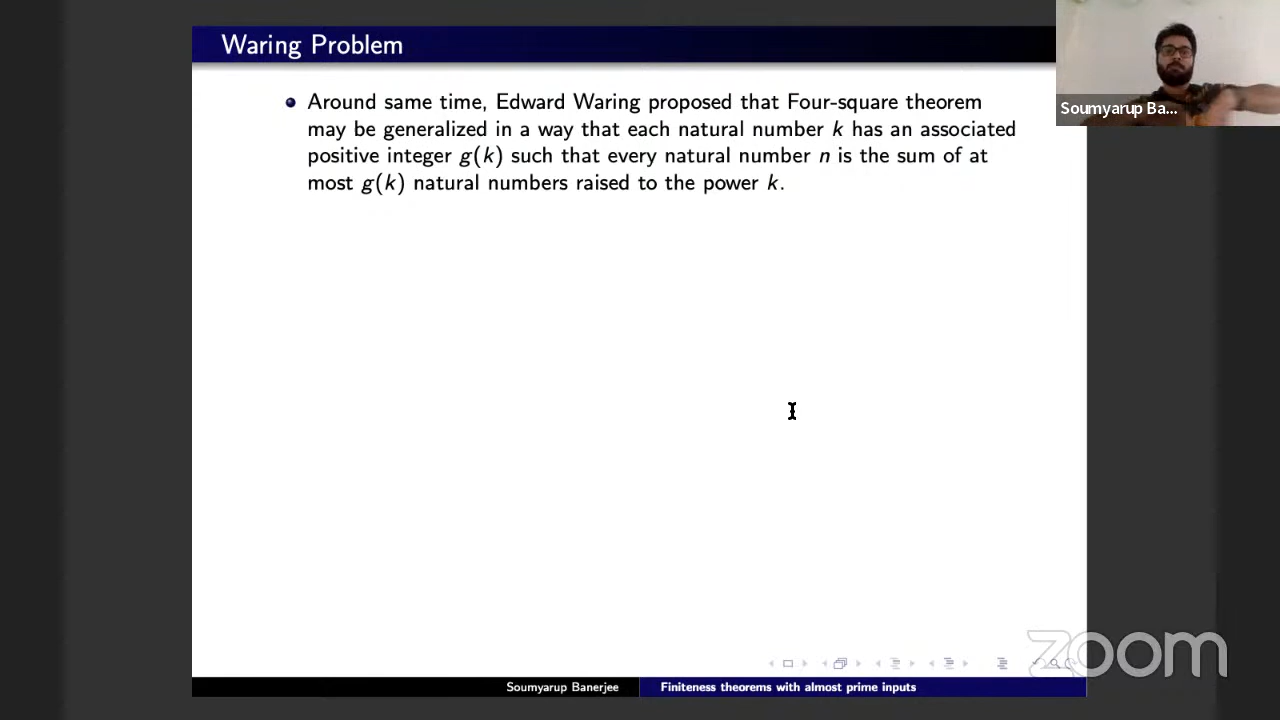 Waring Problem
Soumyarup Ba...
Around same time, Edward Waring proposed that Four-square theorem
may be generalized in a way that each natural number k has an associated
positive integer g(k) such that every natural number n is the sum of at
most g(k) natural numbers raised to the power k.
zoom
Soumyarup Banerjee
Finiteness theorems with almost prime inputs